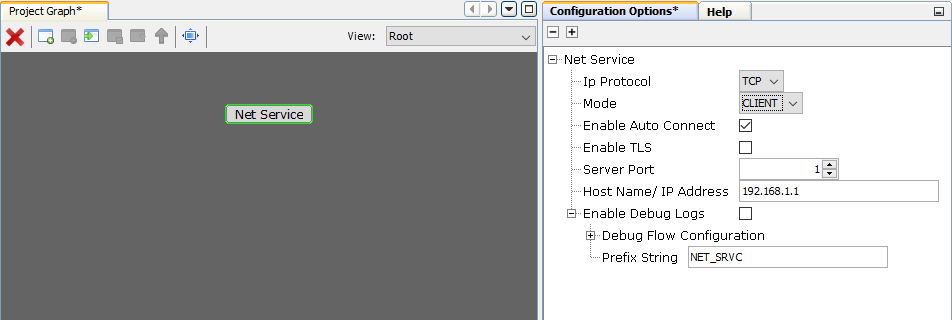 Project Graph*
View: Root
Net Service
Configuration Options* Help
Net Service
Ip Protocol TCP
Mode CLIENT
Enable Auto Connect
Enable TLS
Server Port 1
Host Name/ IP Address 192.168.1.1
Enable Debug Logs
Debug Flow Configuration
Prefix String NET_SRVC